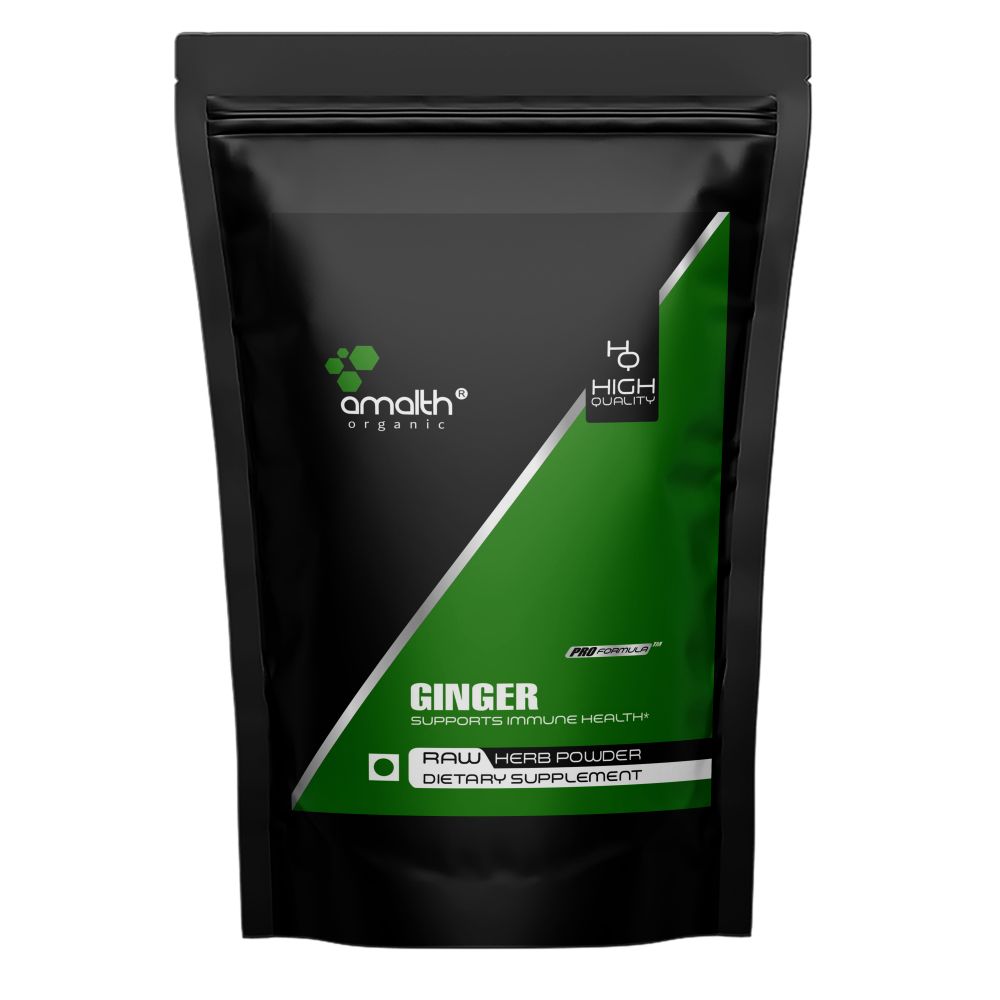 HQ
HIGH
QUALITY
amalth®
organic
PRO FORMULA
GINGER
SUPPORTS IMMUNE HEALTH*
RAW HERB POWDER
DIETARY SUPPLEMENT